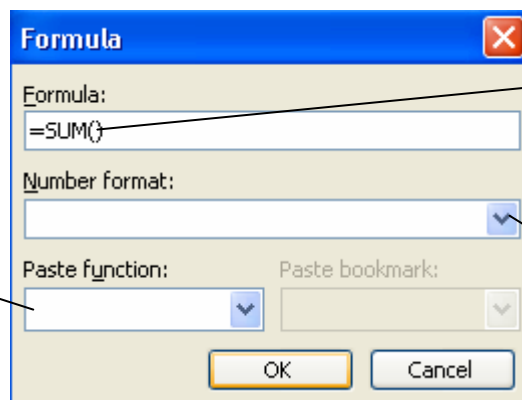 Formula
Formula:
=SUM()
Number format:
Paste function: Paste bookmark:
OK Cancel